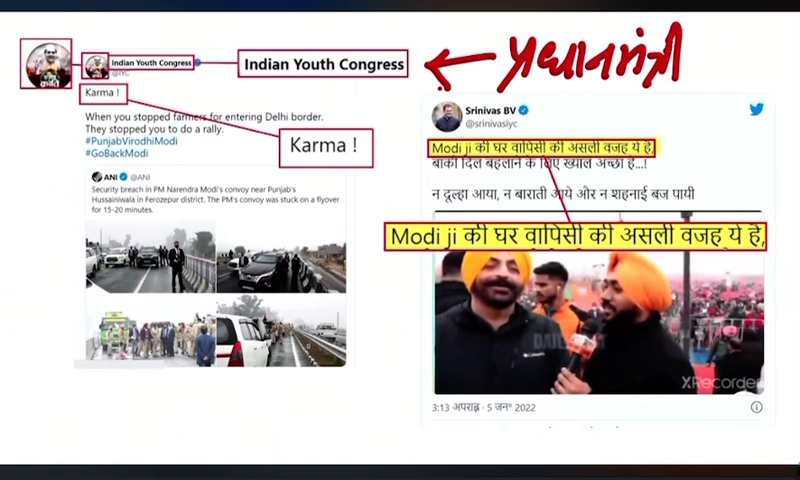 प्रधानमंत्री
Indian Youth Congress
@IYC
Indian Youth Congress
Karma !
When you stopped farmers for entering Delhi border.
They stopped you to do a rally.
#PunjabVirodhiModi
#GoBackModi
Karma !
ANI @ANI
Security breach in PM Narendra Modi's convoy near Punjab's
Hussainiwala in Ferozepur district. The PM's convoy was stuck on a flyover
for 15-20 minutes.
Srinivas BV
@srinivasiyc
Modi ji की घर वापिसी की असली वजह ये है,
बाकी दिल बहलाने के लिए ख्याल अच्छा है...!
न दूल्हा आया, न बाराती आये और न शहनाई बज पायी
Modi ji की घर वापिसी की असली वजह ये है,
Columbia
XRecorder
3:13 अपराह्न · 5 जन॰ 2022